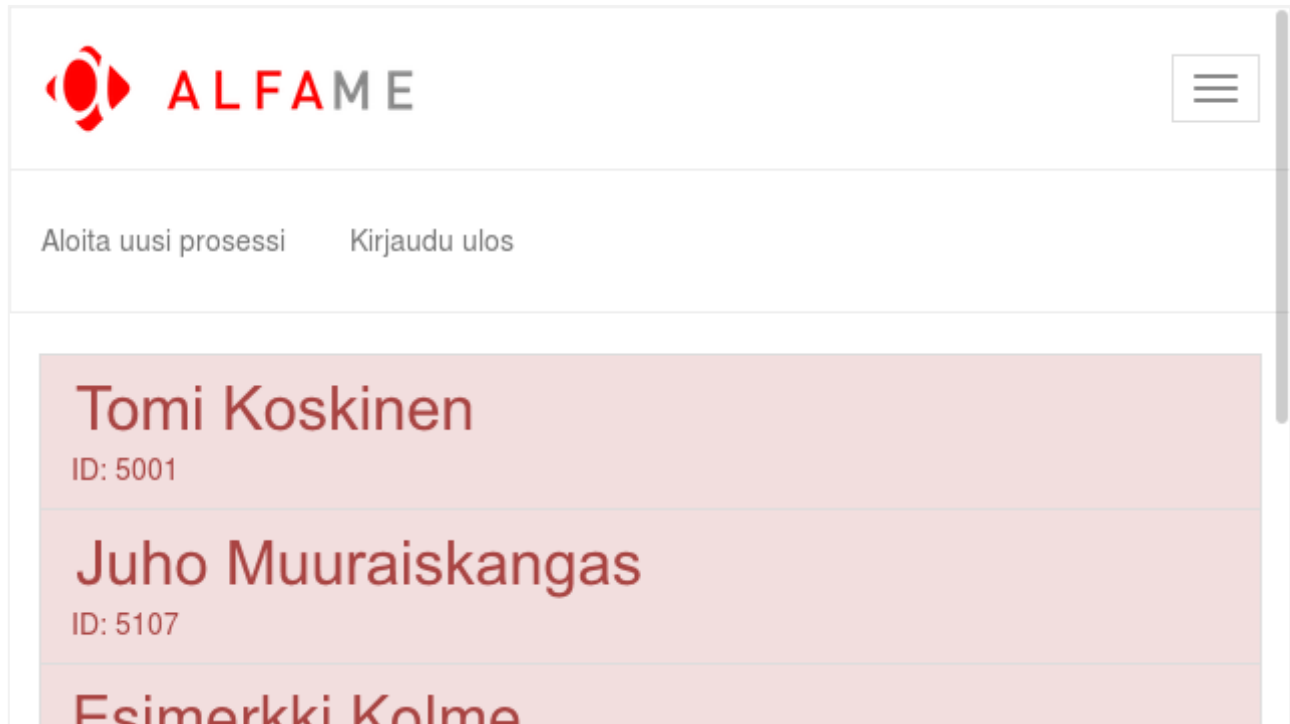 ALFAME
Aloita uusi prosessi Kirjaudu ulos
Tomi Koskinen
ID: 5001
Juho Muuraiskangas
ID: 5107
Esimerkki Kolme